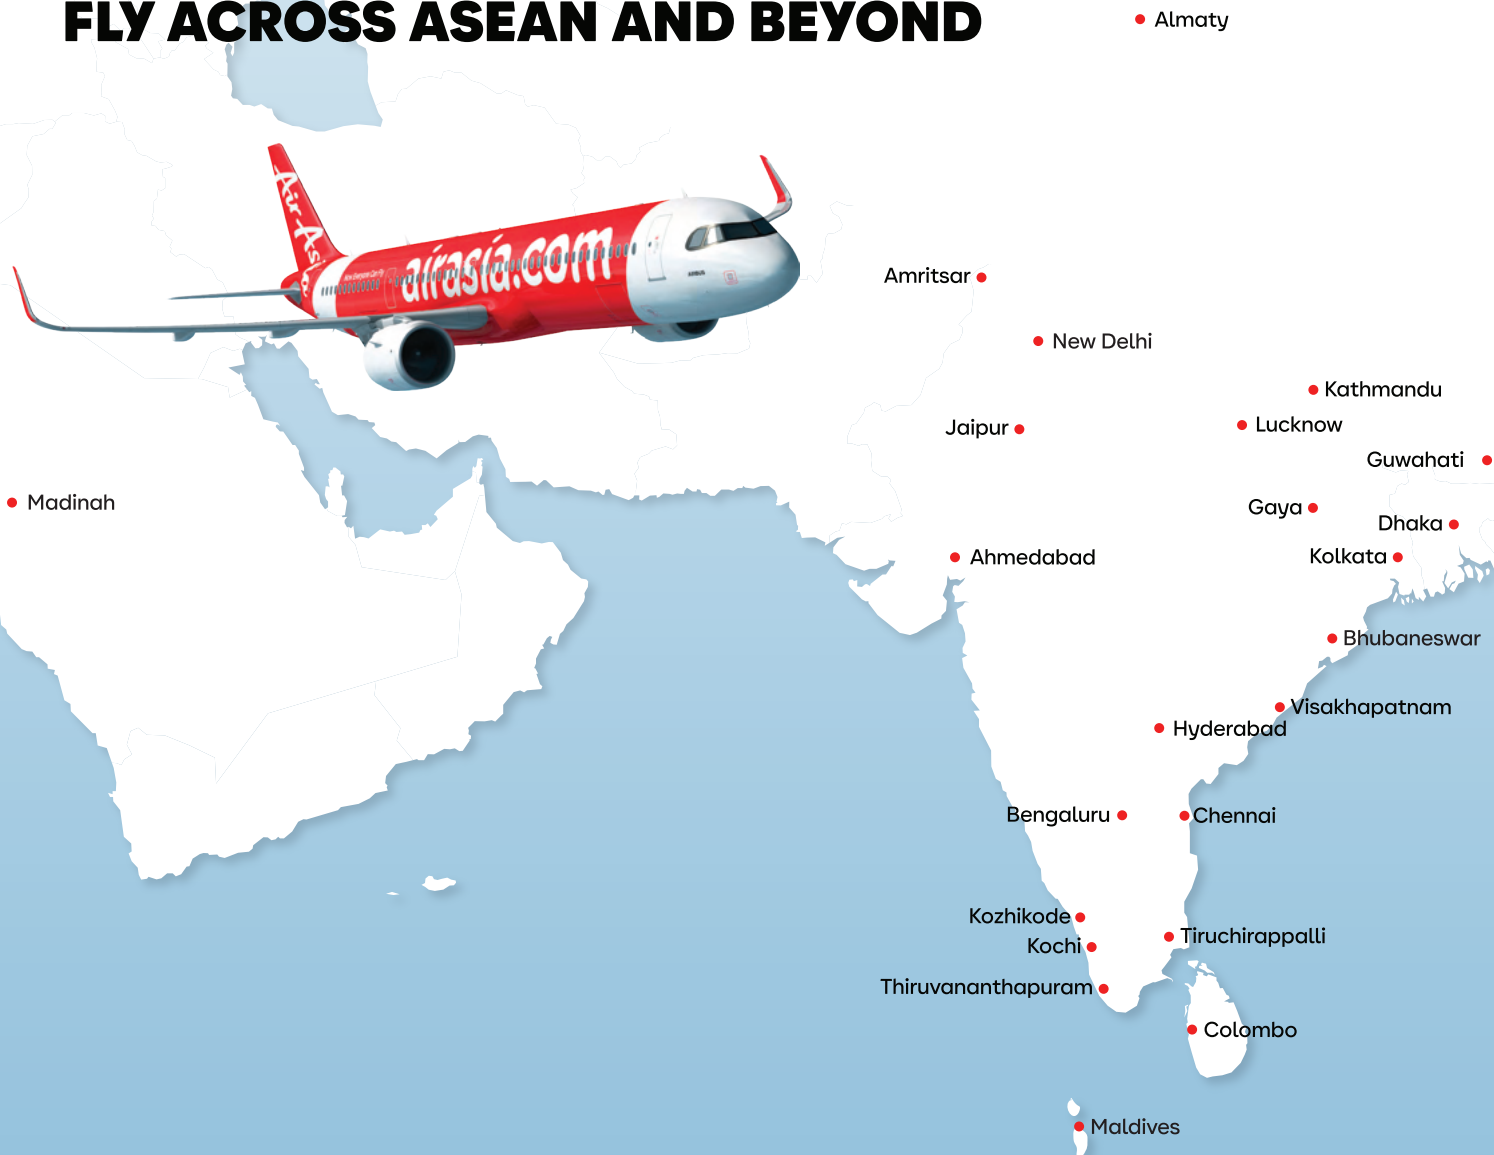 FLY ACROSS ASEAN AND BEYOND
Almaty
Air Asia
airasia.com
AIRBUS
Amritsar
New Delhi
Kathmandu
Jaipur
Lucknow
Guwahati
Madinah
Gaya
Dhaka
Ahmedabad
Kolkata
Bhubaneswar
Visakhapatnam
Hyderabad
Bengaluru
Chennai
Kozhikode
Tiruchirappalli
Kochi
Thiruvananthapuram
Colombo
Maldives